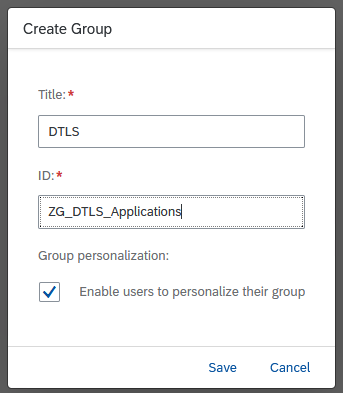 Create Group
Title:*
DTLS
ID:*
ZG_DTLS_Applications
Group personalization:
Enable users to personalize their group
Save Cancel